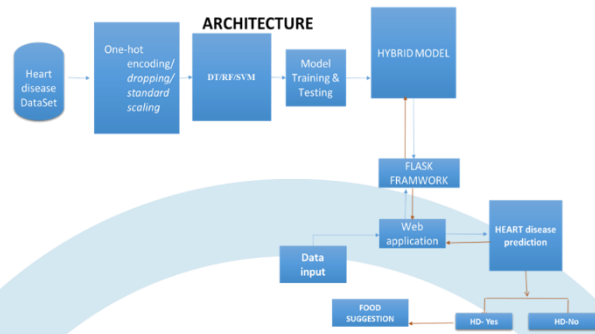 ARCHITECTURE
Heart
disease
DataSet
One-hot
encoding/
dropping/
standard
scaling
DT/RF/SVM
Model
Training &
Testing
HYBRID MODEL
FLASK
FRAMWORK
Web
application
Data
input
HEART disease
prediction
FOOD
SUGGESTION
HD- Yes
HD-No